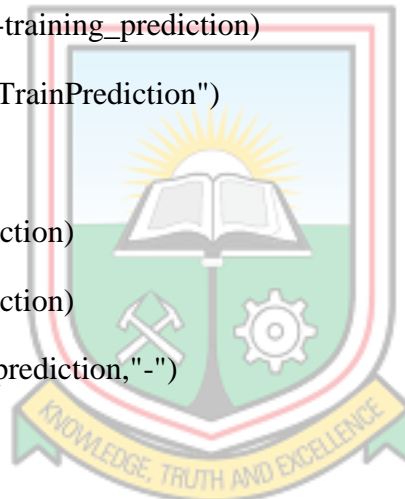 -training_prediction)
TrainPrediction")
ction)
ction)
prediction,"-")
KNOWLEDGE, TRUTH AND EXCELLENCE